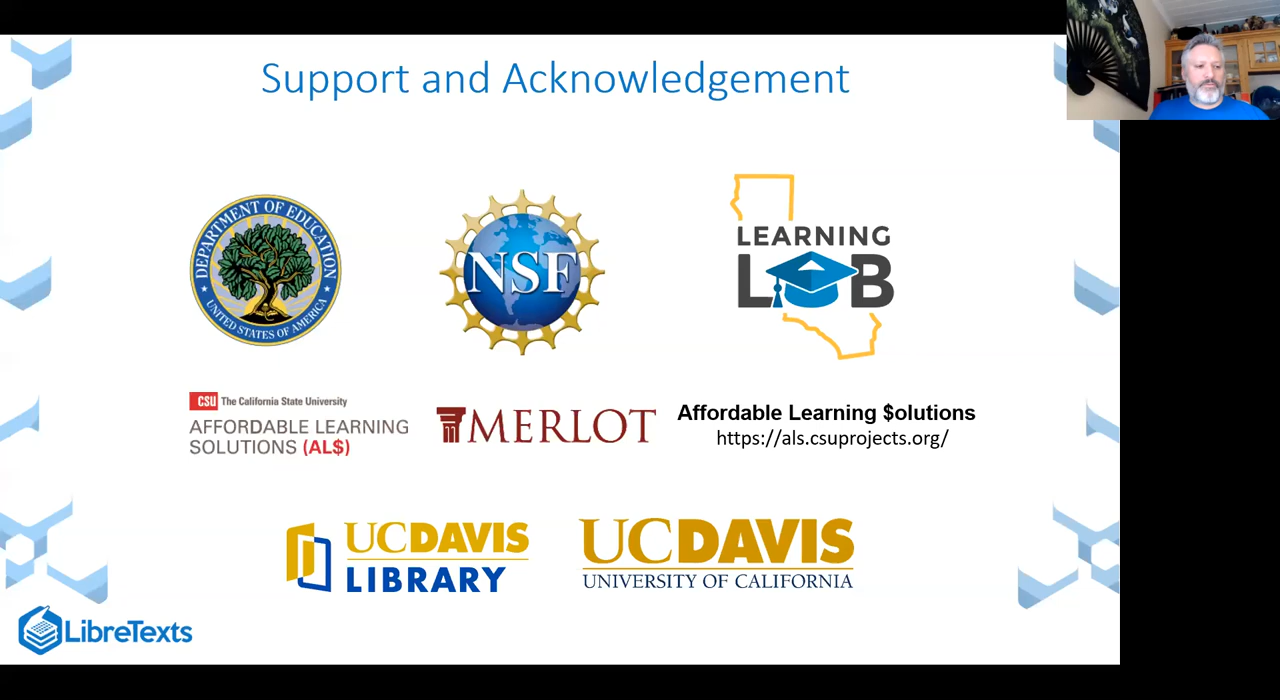 Support and Acknowledgement
DEPARTMENT OF EDUCATION
UNITED STATES OF AMERICA
NSF
LEARNING
LAB
CSU The California State University
AFFORDABLE LEARNING
SOLUTIONS (AL$)
MERLOT
Affordable Learning $olutions
https://als.csuprojects.org/
UCDAVIS
LIBRARY
UCDAVIS
UNIVERSITY OF CALIFORNIA
LibreTexts